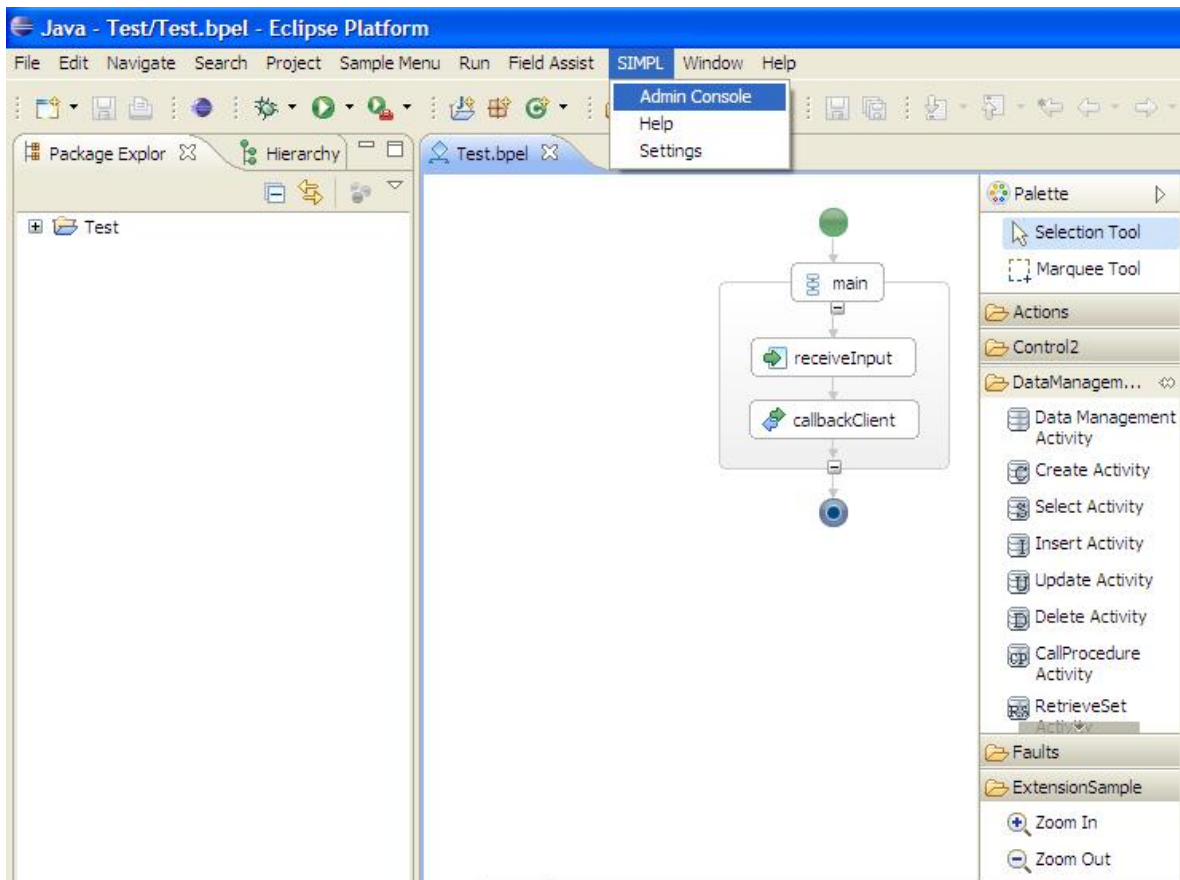 Java - Test/Test.bpel - Eclipse Platform
File Edit Navigate Search Project Sample Menu Run Field Assist SIMPL Window Help
Admin Console
Help
Settings
Package Explor
Hierarchy
Test.bpel
Test
main
receiveInput
callbackClient
Palette
Selection Tool
Marquee Tool
Actions
Control2
DataManagem...
Data Management
Activity
Create Activity
Select Activity
Insert Activity
Update Activity
Delete Activity
CallProcedure
Activity
RetrieveSet
Activity
Faults
ExtensionSample
Zoom In
Zoom Out